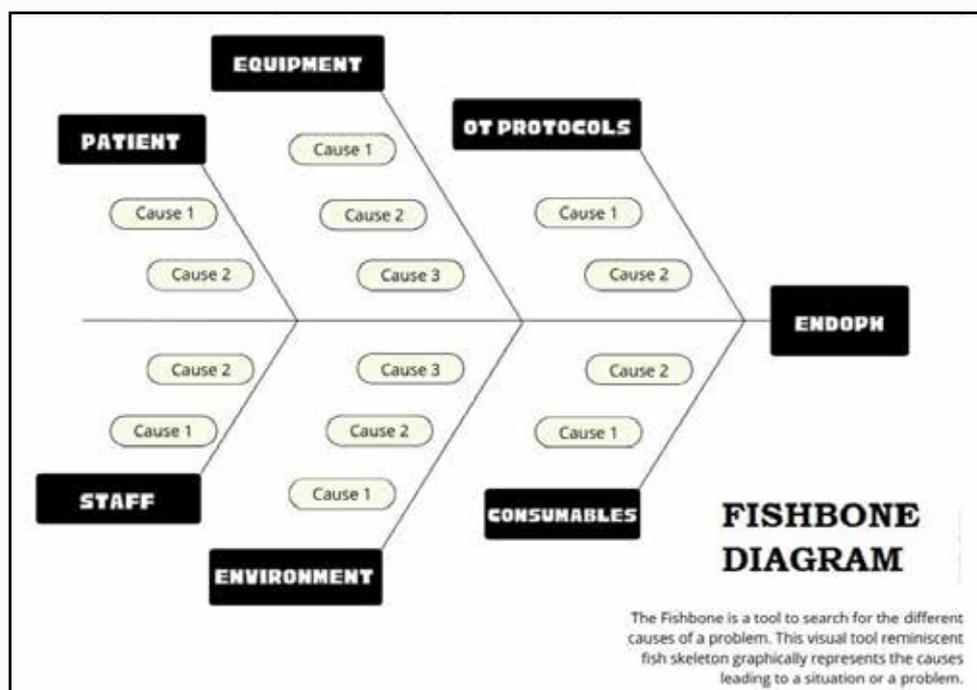 EQUIPMENT
PATIENT
OT PROTOCOLS
Cause 1
Cause 1
Cause 2
Cause 1
Cause 2
Cause 3
Cause 2
ENDOPH
Cause 2
Cause 3
Cause 2
Cause 1
Cause 2
Cause 1
Cause 1
STAFF
CONSUMABLES
ENVIRONMENT
FISHBONE
DIAGRAM
The Fishbone is a tool to search for the different
causes of a problem. This visual tool reminiscent
fish skeleton graphically represents the causes
leading to a situation or a problem.